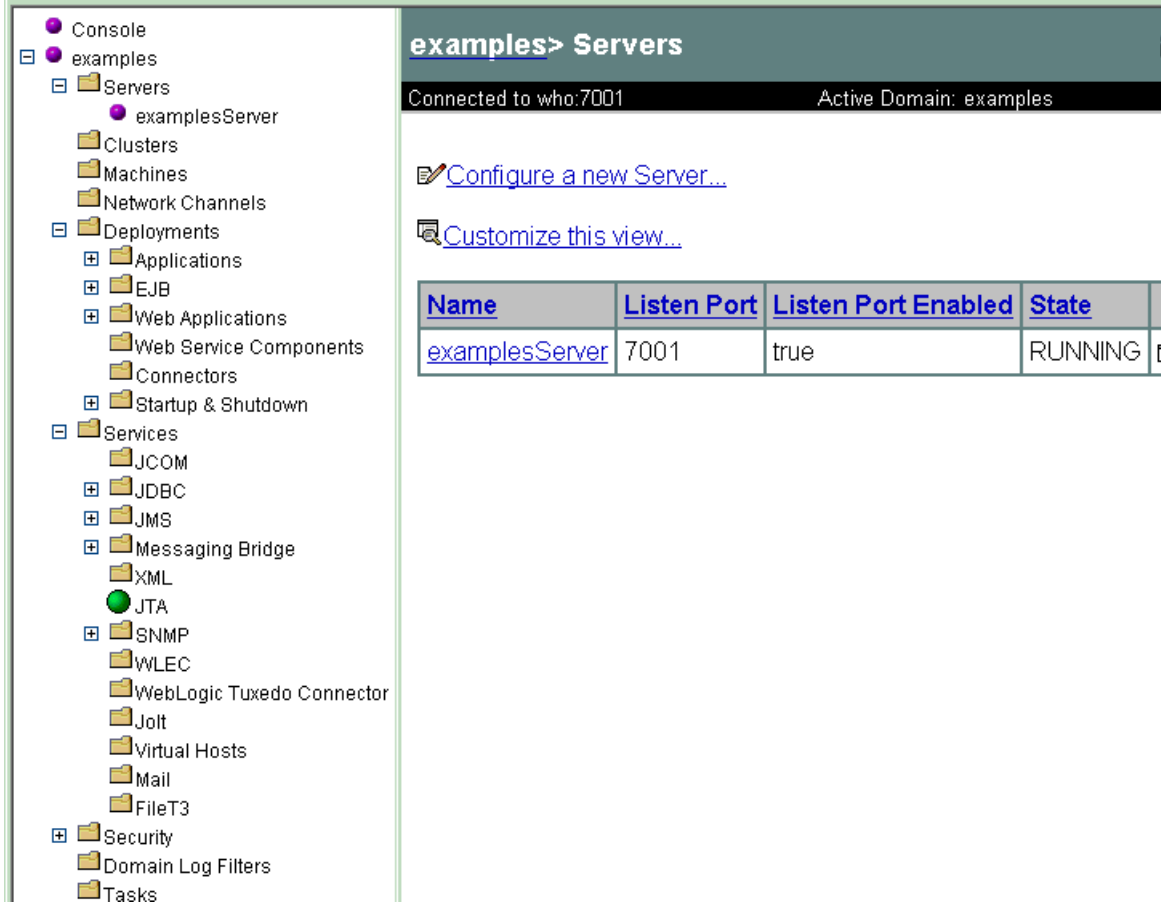 Console
examples
Servers
examplesServer
Clusters
Machines
Network Channels
Deployments
Applications
EJB
Web Applications
Web Service Components
Connectors
Startup & Shutdown
Services
JCOM
JDBC
JMS
Messaging Bridge
XML
JTA
SNMP
WLEC
WebLogic Tuxedo Connector
Jolt
Virtual Hosts
Mail
FileT3
Security
Domain Log Filters
Tasks
examples> Servers
Connected to who:7001 Active Domain: examples
Configure a new Server...
Customize this view...
Name Listen Port Listen Port Enabled State
examplesServer 7001 true RUNNING